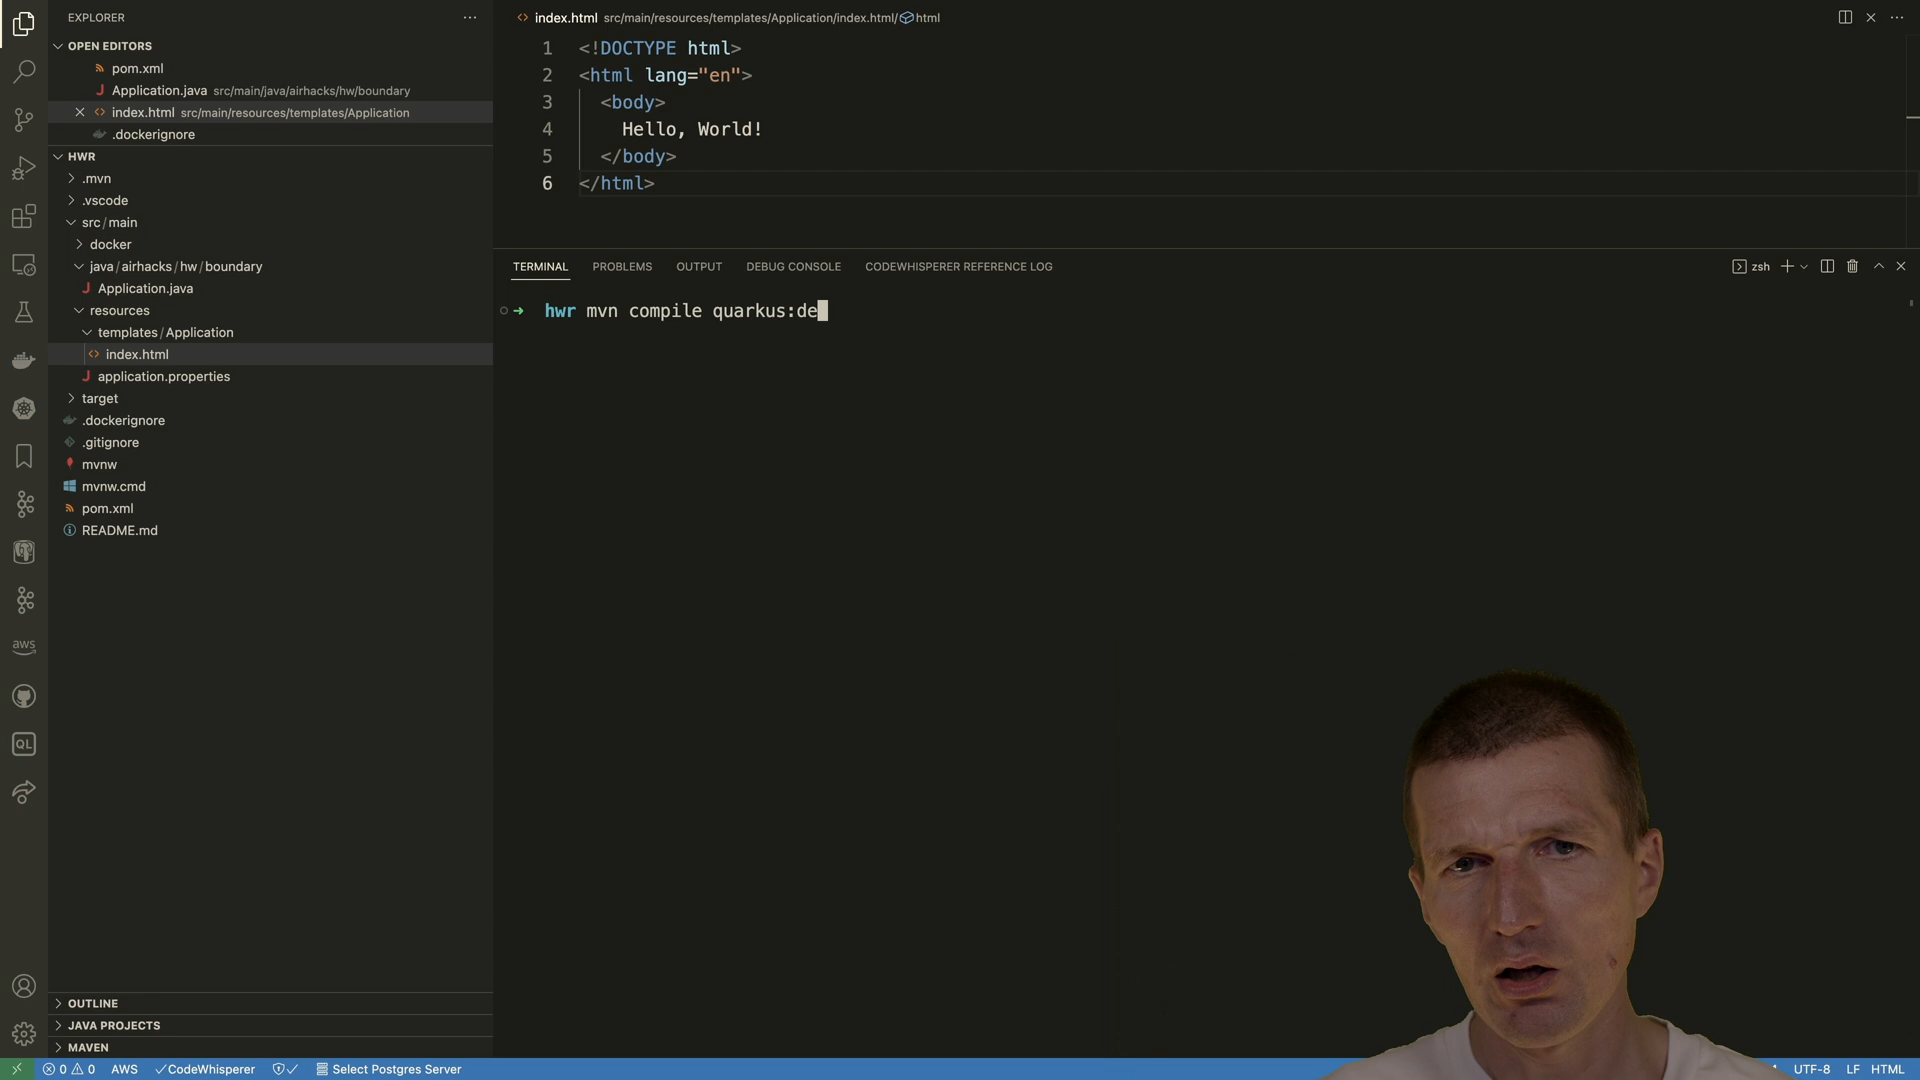 EXPLORER
OPEN EDITORS
pom.xml
Application.java src/main/java/airhacks/hw/boundary
index.html src/main/resources/templates/Application
.dockerignore
HWR
.mvn
.vscode
src/main
docker
java/airhacks/hw/boundary
Application.java
resources
templates/Application
index.html
application.properties
target
.dockerignore
.gitignore
mvnw
mvnw.cmd
pom.xml
README.md
aws
QL
OUTLINE
JAVA PROJECTS
MAVEN
index.html src/main/resources/templates/Application/index.html/html
1 <!DOCTYPE html>
2 <html lang="en">
3 <body>
4 Hello, World!
5 </body>
6 </html>
TERMINAL PROBLEMS OUTPUT DEBUG CONSOLE CODEWHISPERER REFERENCE LOG zsh
hwr mvn compile quarkus:de
0 0 AWS CodeWhisperer Select Postgres Server UTF-8 LF HTML